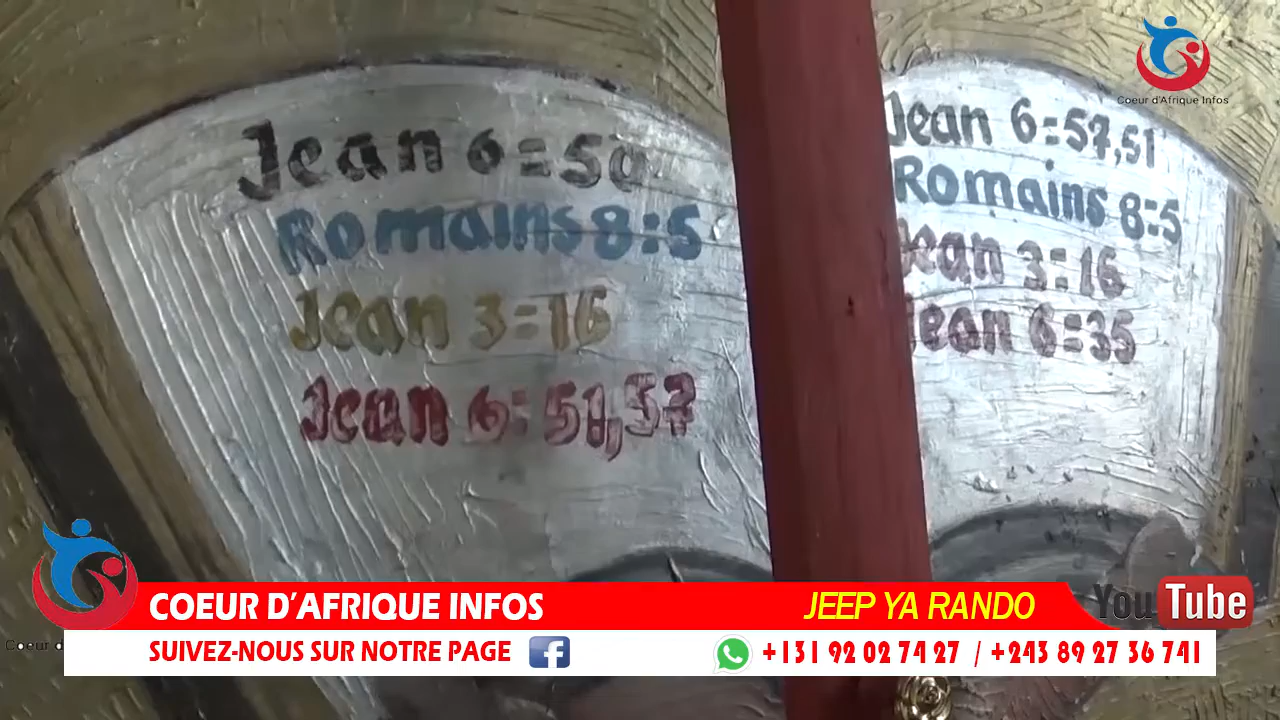 Jean 6=50
Romains 8:5
Jean 3=16
Jean 6:51,57
Jean 6=57,51
Romains 8=5
Jean 3=16
Jean 6=35
Coeur d'Afrique Infos
COEUR D'AFRIQUE INFOS
JEEP YA RANDO
YouTube
Coeur d
SUIVEZ-NOUS SUR NOTRE PAGE f
+131 92 02 74 27 / +243 89 27 36 741